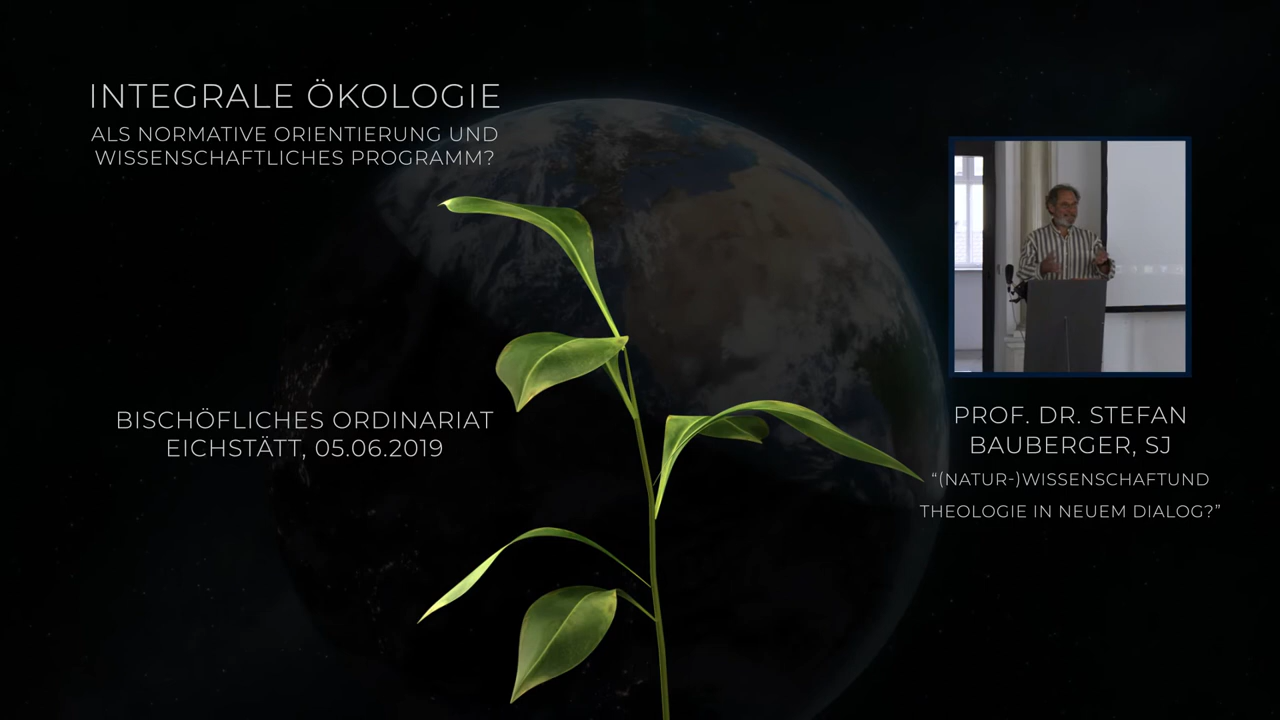 INTEGRALE ÖKOLOGIE
ALS NORMATIVE ORIENTIERUNG UND
WISSENSCHAFTLICHES PROGRAMM?
BISCHÖFLICHES ORDINARIAT
EICHSTÄTT, 05.06.2019
PROF. DR. STEFAN
BAUBERGER, SJ
“(NATUR-)WISSENSCHAFTUND
THEOLOGIE IN NEUEM DIALOG?”